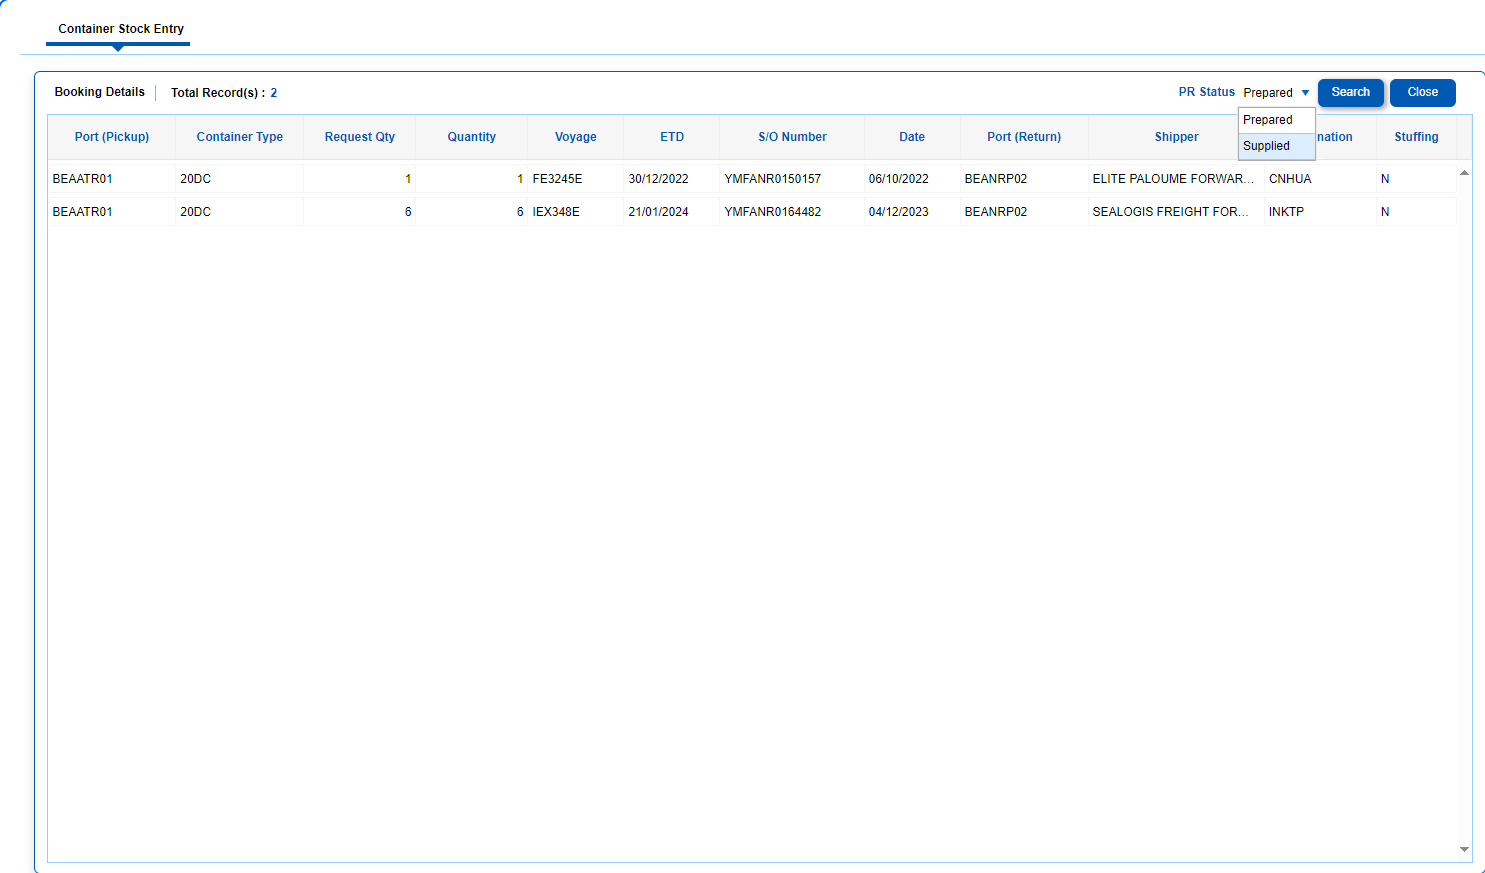 Container Stock Entry
Booking Details Total Record(s) : 2 PR Status Prepared Search Close
Prepared
Supplied
Port (Pickup) Container Type Request Qty Quantity Voyage ETD S/O Number Date Port (Return) Shipper nation Stuffing
BEAATR01 20DC 1 1 FE3245E 30/12/2022 YMFANR0150157 06/10/2022 BEANRP02 ELITE PALOUME FORWAR... CNHUA N
BEAATR01 20DC 6 6 IEX348E 21/01/2024 YMFANR0164482 04/12/2023 BEANRP02 SEALOGIS FREIGHT FOR... INKTP N